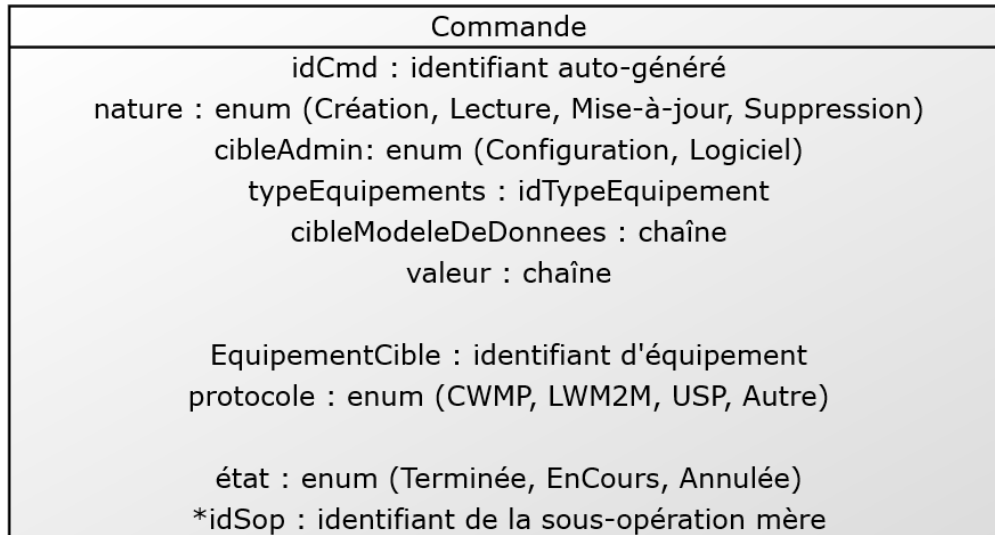 Commande
idCmd : identifiant auto-généré
nature : enum (Création, Lecture, Mise-à-jour, Suppression)
cibleAdmin: enum (Configuration, Logiciel)
typeEquipements : idTypeEquipement
cibleModeleDeDonnees : chaîne
valeur : chaîne
EquipementCible : identifiant d'équipement
protocole : enum (CWMP, LWM2M, USP, Autre)
état : enum (Terminée, EnCours, Annulée)
*idSop : identifiant de la sous-opération mère